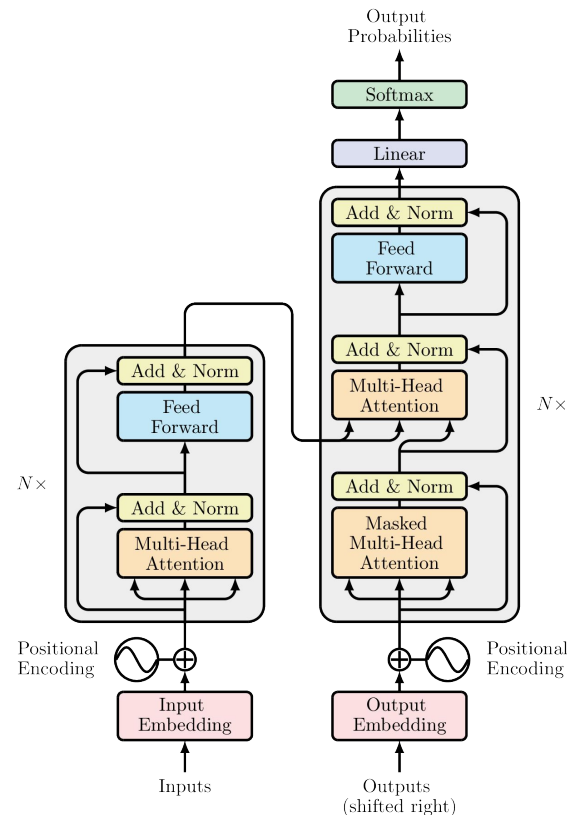 Output
Probabilities
Softmax
Linear
Add & Norm
Feed
Forward
Add & Norm
Multi-Head
Attention
Add & Norm
Masked
Multi-Head
Attention
N×
Positional
Encoding
Output
Embedding
Outputs
(shifted right)
Add & Norm
Feed
Forward
Add & Norm
Multi-Head
Attention
N×
Positional
Encoding
Input
Embedding
Inputs